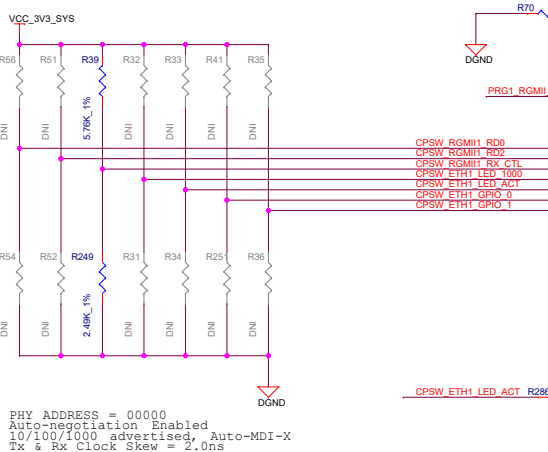 VCC_3V3_SYS
R70
DGND
R56 R51 R39 R32 R33 R41 R35
PRG1_RGMII
DNI DNI 5.76K_1% DNI DNI DNI DNI
CPSW_RGMII1_RD0
CPSW_RGMII1_RD2
CPSW_RGMII1_RX_CTL
CPSW_ETH1_LED_1000
CPSW_ETH1_LED_ACT
CPSW_ETH1_GPIO_0
CPSW_ETH1_GPIO_1
R54 R52 R249 R31 R34 R251 R36
DNI DNI 2.49K_1% DNI DNI DNI DNI
DGND
CPSW_ETH1_LED_ACT R286
PHY ADDRESS = 00000
Auto-negotiation Enabled
10/100/1000 advertised, Auto-MDI-X
Tx & Rx Clock Skew = 2.0ns